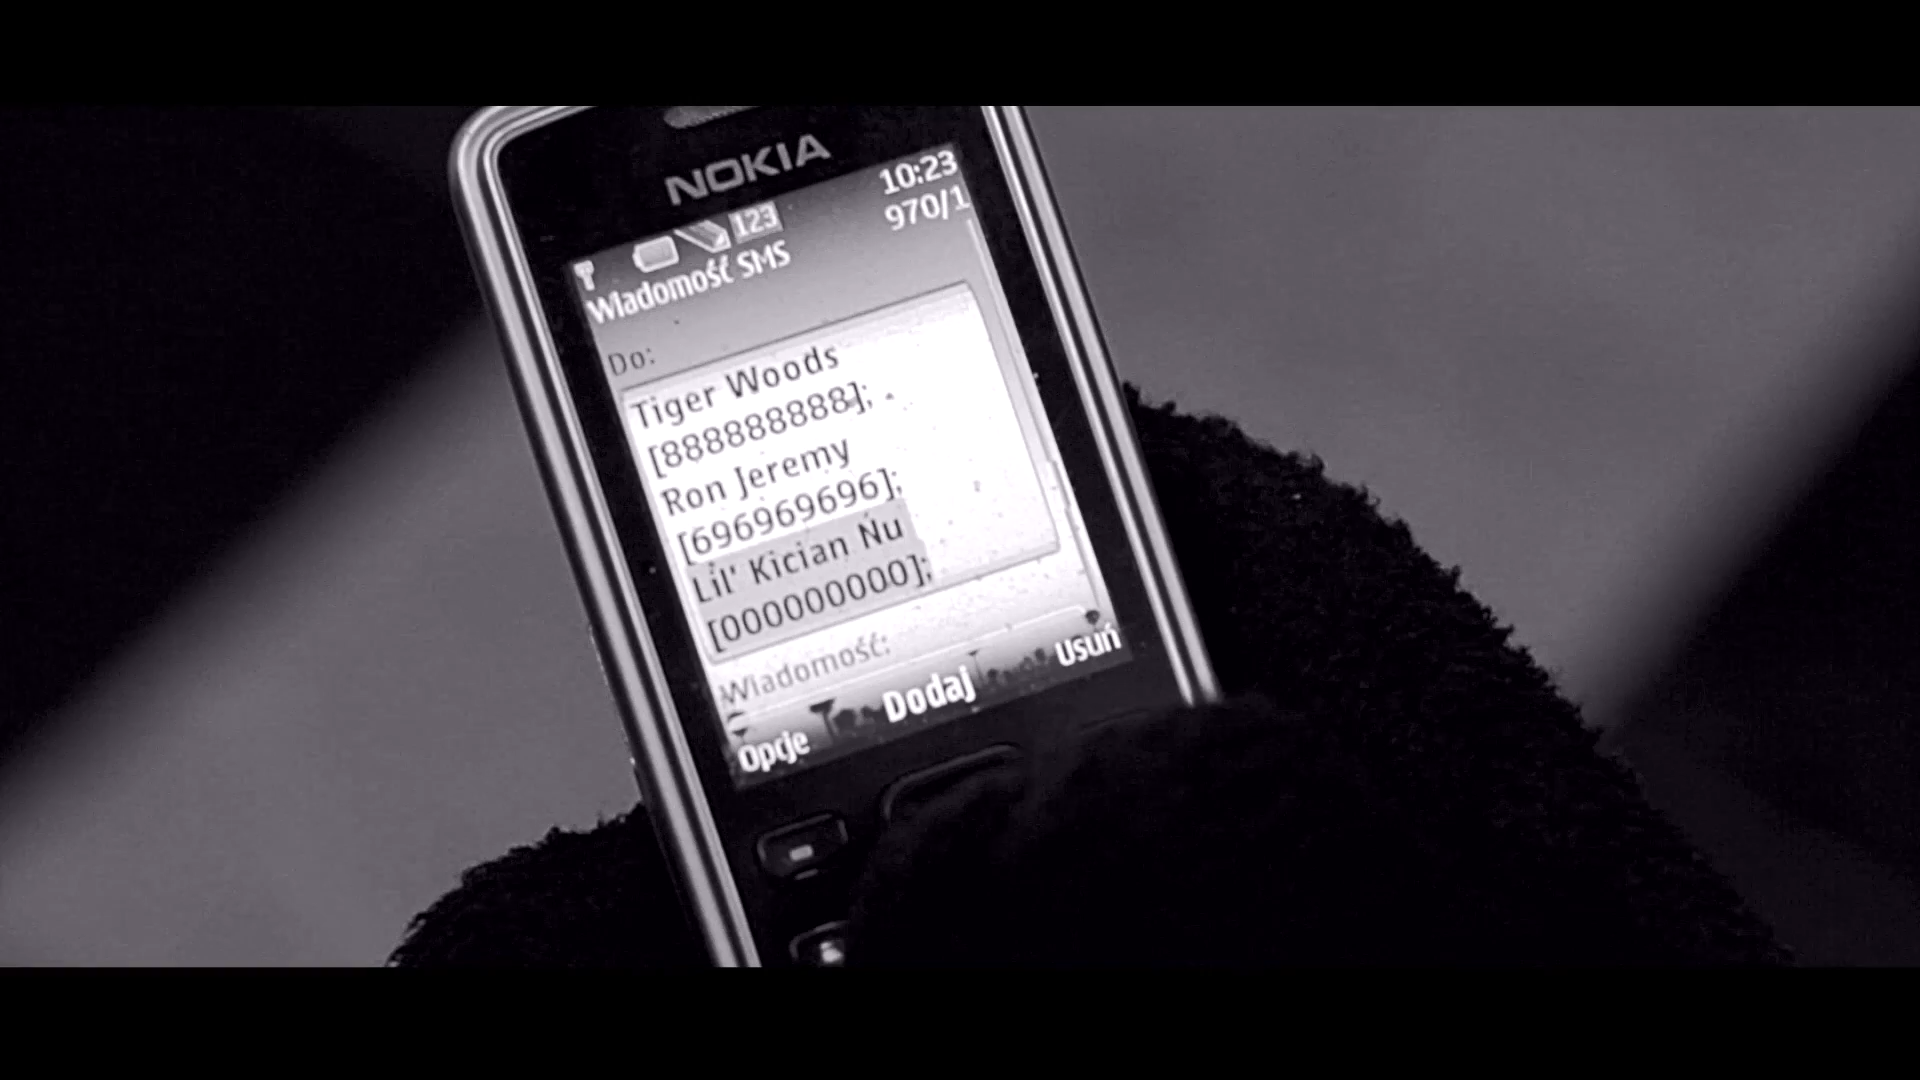 NOKIA
10:23
123
970/1
Wiadomość SMS
Do:
Tiger Woods
[888888888];
Ron Jeremy
[696969696];
Lil' Kician Ńu
[000000000];
Wiadomość:
Opcje
Dodaj
Usuń